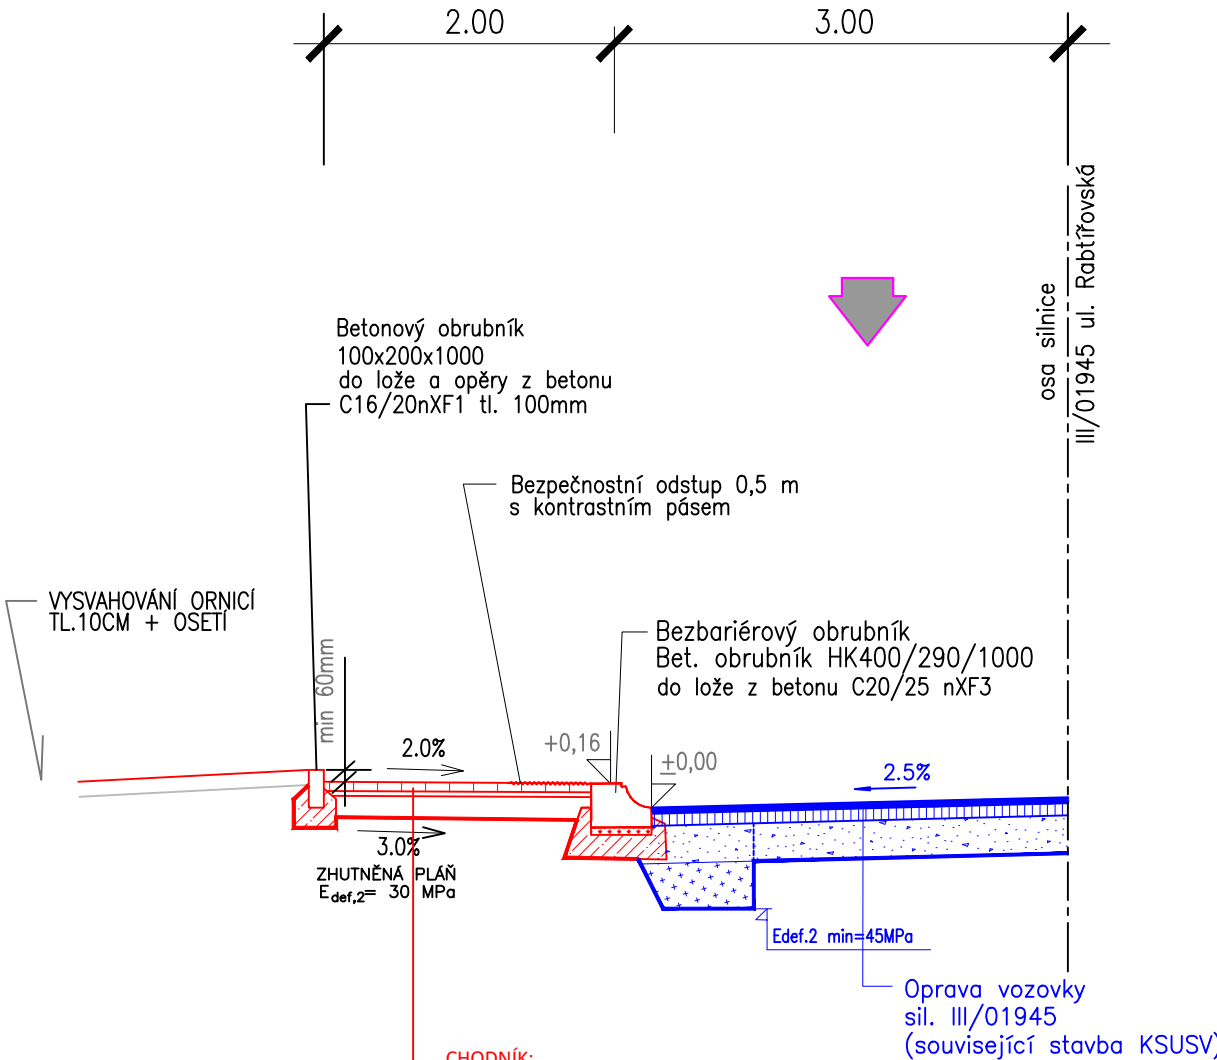 2.00
3.00
osa silnice
III/01945 ul. Rabtířovská
Betonový obrubník
100x200x1000
do lože a opěry z betonu
C16/20nXF1 tl. 100mm
Bezpečnostní odstup 0,5 m
s kontrastním pásem
VYSVAHOVÁNÍ ORNICÍ
TL.10CM + OSETÍ
min 60mm
Bezbariérový obrubník
Bet. obrubník HK400/290/1000
do lože z betonu C20/25 nXF3
2.0%
+0,16
±0,00
2.5%
3.0%
ZHUTNĚNÁ PLÁŇ
Edef,2= 30 MPa
Edef.2 min=45MPa
Oprava vozovky
sil. III/01945
(související stavba KSUSV)
CHODNÍK: